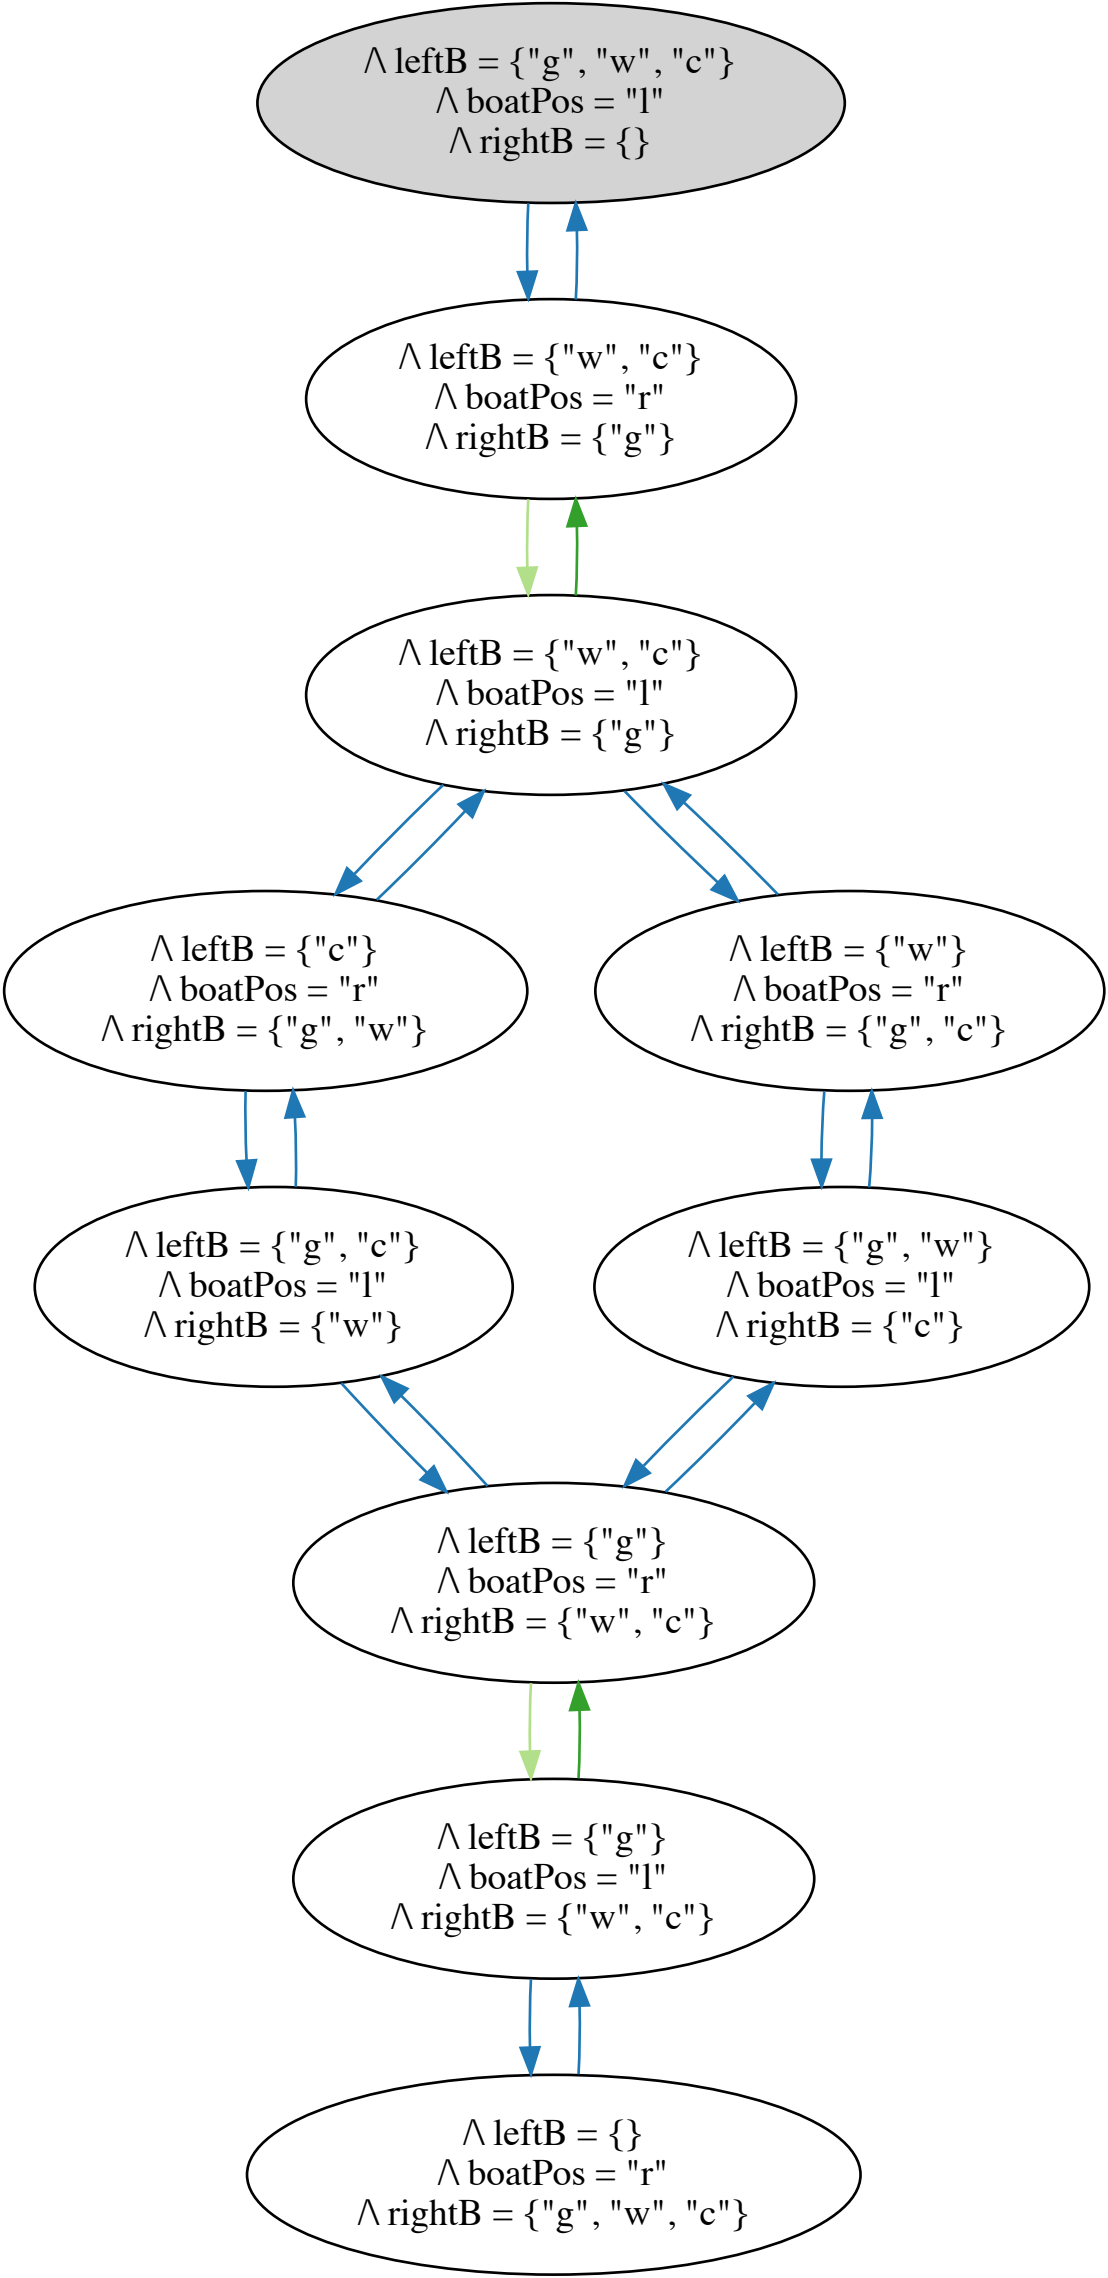 /\ leftB = {"g", "w", "c"}
/\ boatPos = "l"
/\ rightB = {}
/\ leftB = {"w", "c"}
/\ boatPos = "r"
/\ rightB = {"g"}
/\ leftB = {"w", "c"}
/\ boatPos = "l"
/\ rightB = {"g"}
/\ leftB = {"c"}
/\ boatPos = "r"
/\ rightB = {"g", "w"}
/\ leftB = {"w"}
/\ boatPos = "r"
/\ rightB = {"g", "c"}
/\ leftB = {"g", "c"}
/\ boatPos = "l"
/\ rightB = {"w"}
/\ leftB = {"g", "w"}
/\ boatPos = "l"
/\ rightB = {"c"}
/\ leftB = {"g"}
/\ boatPos = "r"
/\ rightB = {"w", "c"}
/\ leftB = {"g"}
/\ boatPos = "l"
/\ rightB = {"w", "c"}
/\ leftB = {}
/\ boatPos = "r"
/\ rightB = {"g", "w", "c"}